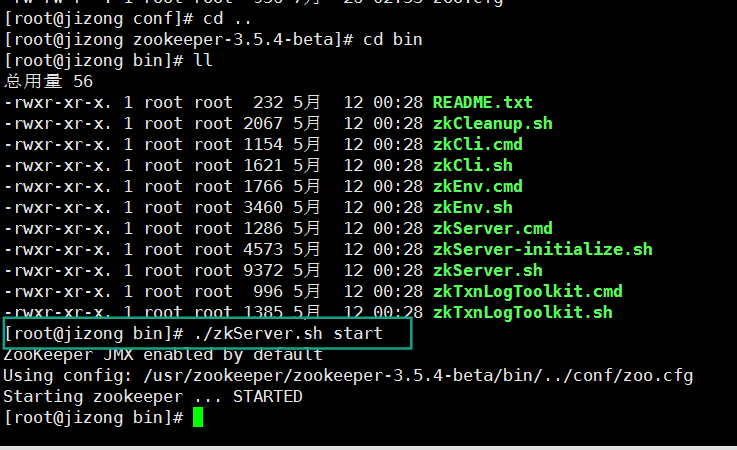 [root@jizong conf]# cd ..
[root@jizong zookeeper-3.5.4-beta]# cd bin
[root@jizong bin]# ll
总用量 56
-rwxr-xr-x. 1 root root  232 5月  12 00:28 README.txt
-rwxr-xr-x. 1 root root 2067 5月  12 00:28 zkCleanup.sh
-rwxr-xr-x. 1 root root 1154 5月  12 00:28 zkCli.cmd
-rwxr-xr-x. 1 root root 1621 5月  12 00:28 zkCli.sh
-rwxr-xr-x. 1 root root 1766 5月  12 00:28 zkEnv.cmd
-rwxr-xr-x. 1 root root 3460 5月  12 00:28 zkEnv.sh
-rwxr-xr-x. 1 root root 1286 5月  12 00:28 zkServer.cmd
-rwxr-xr-x. 1 root root 4573 5月  12 00:28 zkServer-initialize.sh
-rwxr-xr-x. 1 root root 9372 5月  12 00:28 zkServer.sh
-rwxr-xr-x. 1 root root  996 5月  12 00:28 zkTxnLogToolkit.cmd
-rwxr-xr-x. 1 root root 1385 5月  12 00:28 zkTxnLogToolkit.sh
[root@jizong bin]# ./zkServer.sh start
ZooKeeper JMX enabled by default
Using config: /usr/zookeeper/zookeeper-3.5.4-beta/bin/../conf/zoo.cfg
Starting zookeeper ... STARTED
[root@jizong bin]#